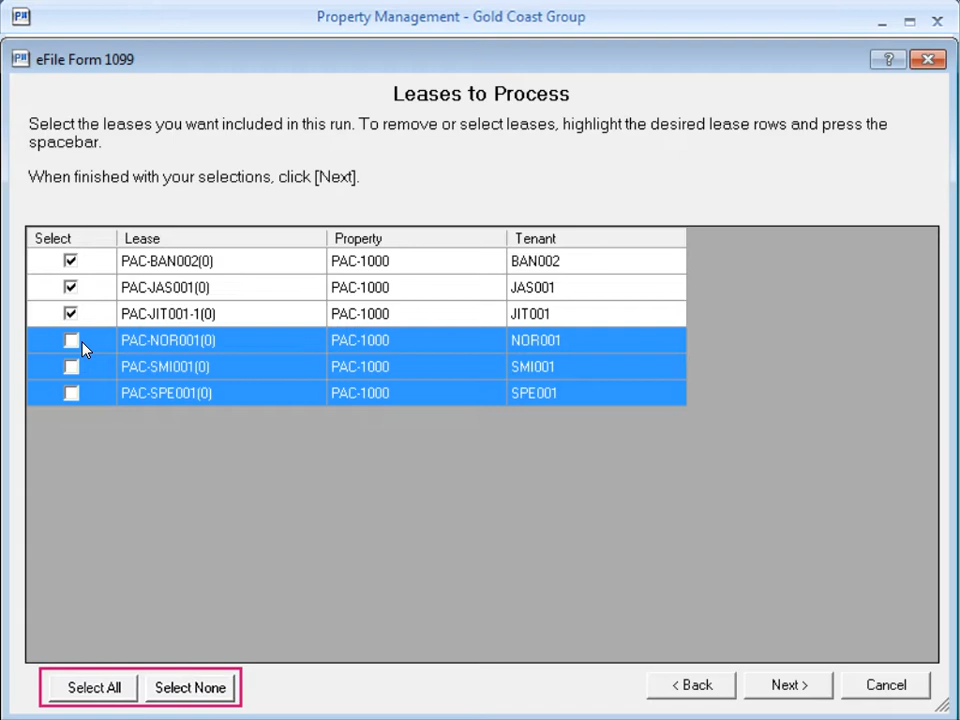 Property Management - Gold Coast Group
eFile Form 1099
Leases to Process
Select the leases you want included in this run. To remove or select leases, highlight the desired lease rows and press the
spacebar.
When finished with your selections, click [Next].
Select Lease Property Tenant
PAC-BAN002(0) PAC-1000 BAN002
PAC-JAS001(0) PAC-1000 JAS001
PAC-JIT001-1(0) PAC-1000 JIT001
PAC-NOR001(0) PAC-1000 NOR001
PAC-SMI001(0) PAC-1000 SMI001
PAC-SPE001(0) PAC-1000 SPE001
Select All Select None < Back Next > Cancel